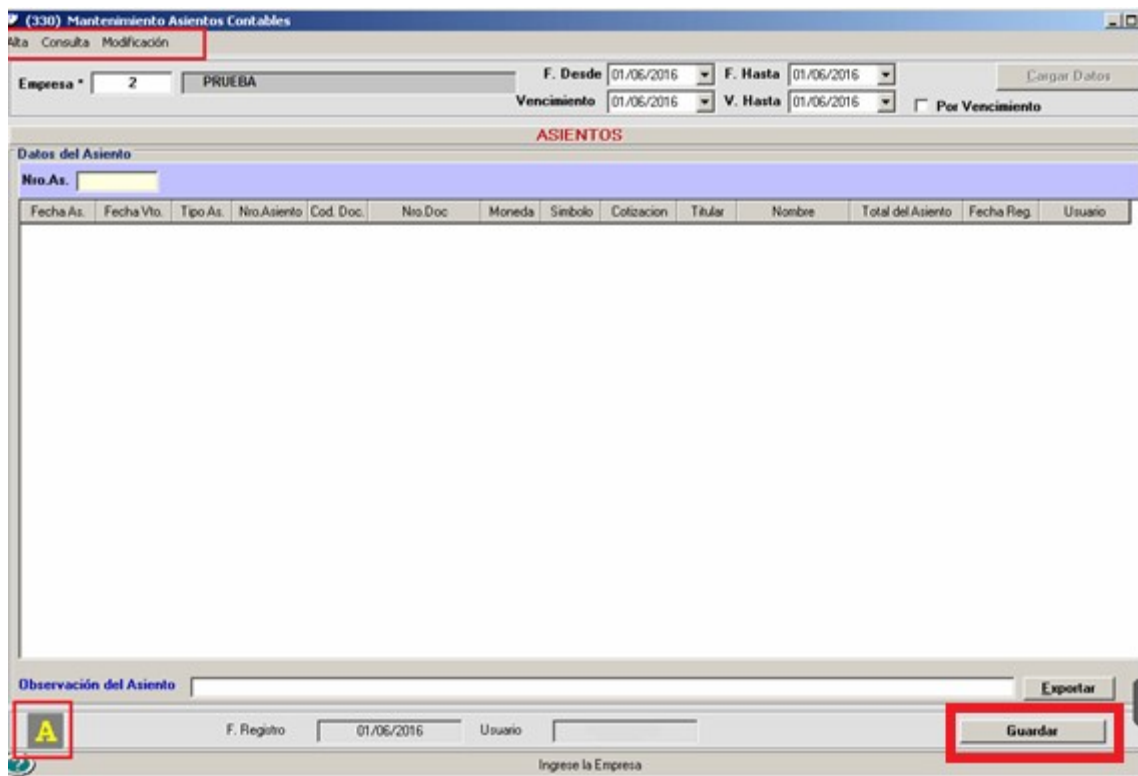 (330) Mantenimiento Asientos Contables
Alta Consulta Modificación
Empresa * 2 PRUEBA F. Desde 01/06/2016 F. Hasta 01/06/2016 Cargar Datos
Vencimiento 01/06/2016 V. Hasta 01/06/2016 Por Vencimiento
ASIENTOS
Datos del Asiento
Nro.As.
Fecha As. Fecha Vto. Tipo As. Nro.Asiento Cod. Doc. Nro.Doc Moneda Simbolo Cotizacion Titular Nombre Total del Asiento Fecha Reg. Usuario
Observación del Asiento Exportar
A F. Registro 01/06/2016 Usuario Guardar
? Ingrese la Empresa